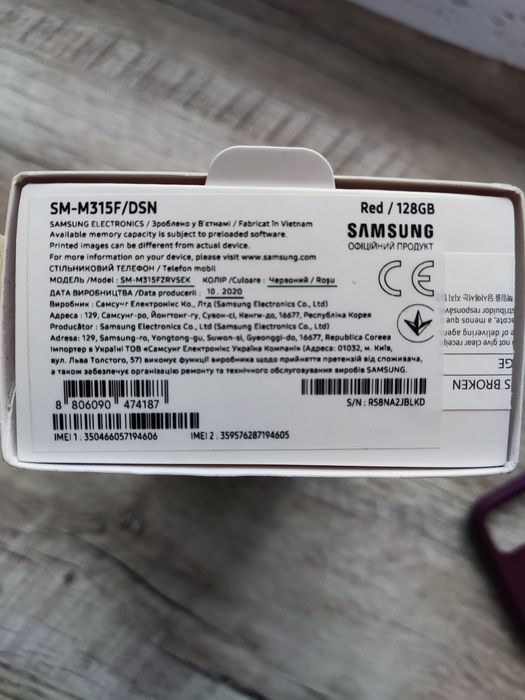 SM-M315F/DSN
Red / 128GB
SAMSUNG ELECTRONICS / Зроблено у В'єтнамі / Fabricat în Vietnam
Available memory capacity is subject to preloaded software.
Printed images can be different from actual device.
For more information on your device, please visit www.samsung.com
SAMSUNG
ОФІЦІЙНИЙ ПРОДУКТ
CE
СТІЛЬНИКОВИЙ ТЕЛЕФОН / Telefon mobil
МОДЕЛЬ / Model : SM-M315FZRVSEK КОЛІР / Culoare : Червоний / Roşu
ДАТА ВИРОБНИЦТВА /Data producerii : 10 . 2020
Виробник : Самсунг Електронікс Ко., Лтд (Samsung Electronics Co., Ltd)
Адреса : 129, Самсунг-ро, Йонгтонг-гу, Сувон-сі, Кенгі-до, 16677, Республіка Корея
Producător : Samsung Electronics Co., Ltd (Samsung Electronics Co., Ltd)
Adresa: 129, Samsung-ro, Yongtong-gu, Suwon-si, Gyeonggi-do, 16677, Republica Coreea
Імпортер в Україні ТОВ «Самсунг Електронікс Україна Компані» (Адреса: 01032, м. Київ,
вул. Льва Толстого, 57) виконує функції виробника щодо прийняття претензій від споживача,
а також забезпечує організацію ремонту та технічного обслуговування виробів SAMSUNG.
8 806090 474187
S/N : R58NA2JBLKD
IMEI 1 : 350466057194606 IMEI 2 : 359576287194605
S BROKEN